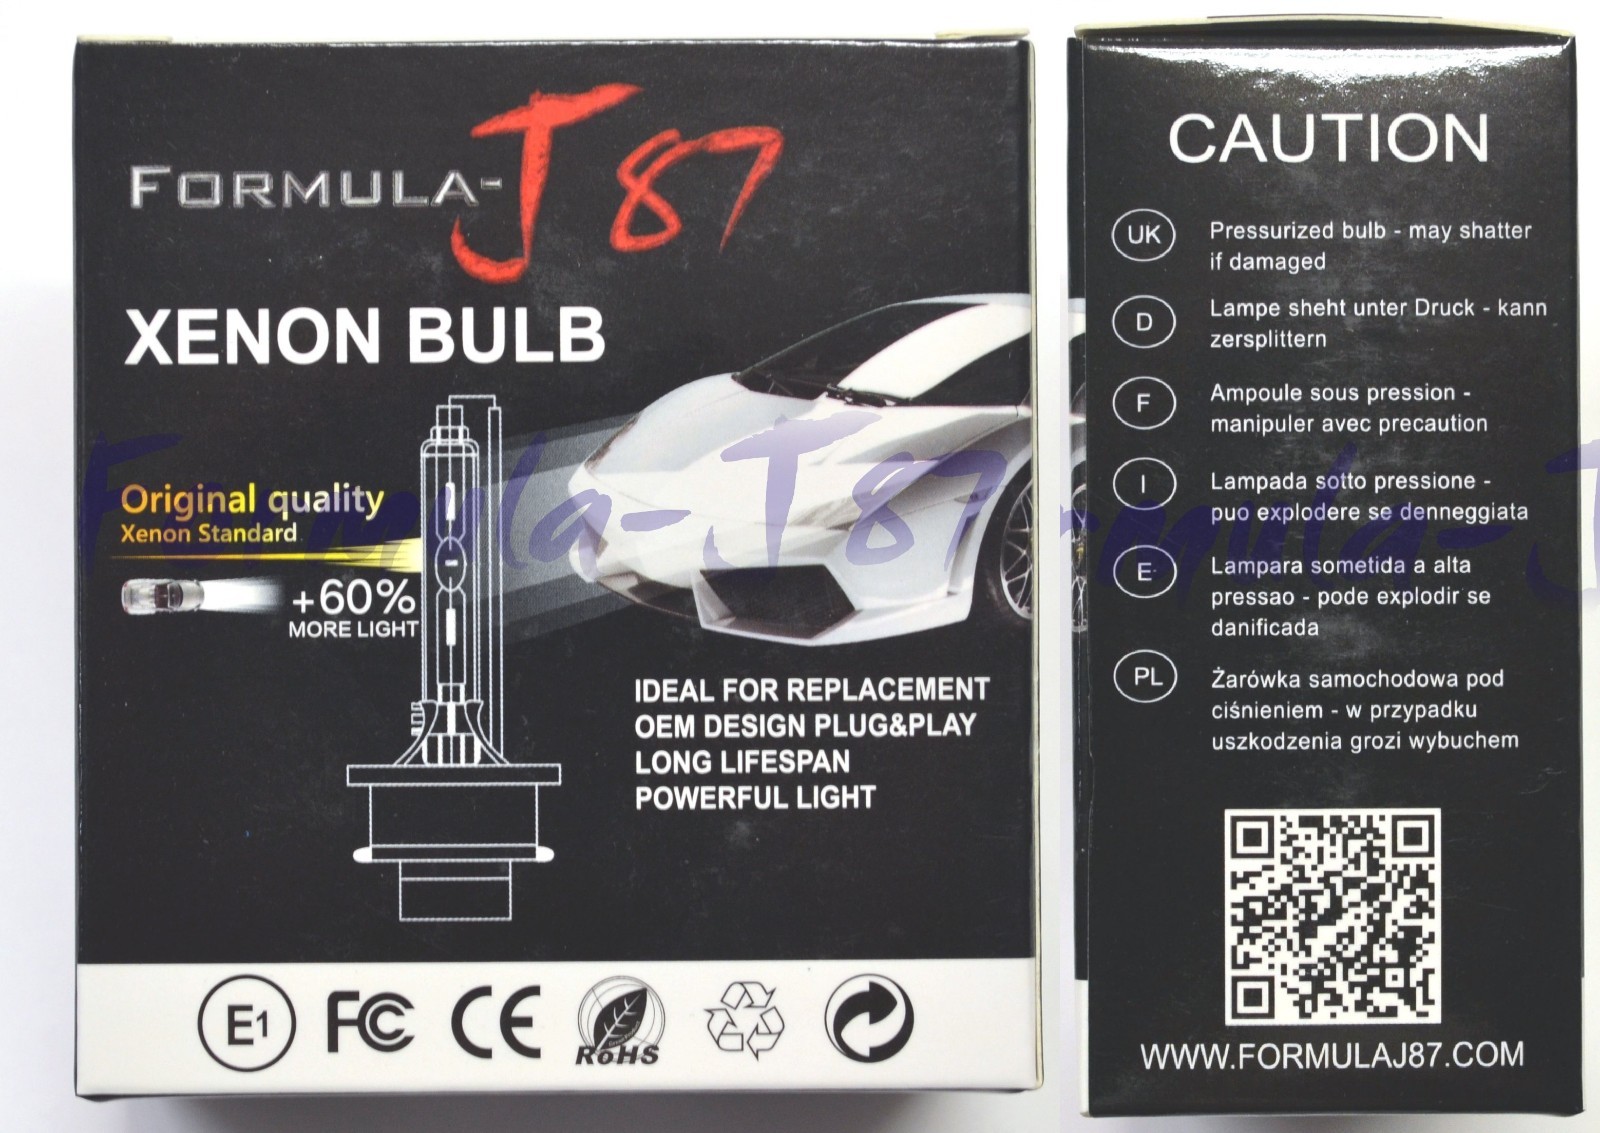 FORMULA-J87
XENON BULB
Original quality
Xenon Standard
+60%
MORE LIGHT
IDEAL FOR REPLACEMENT
OEM DESIGN PLUG&PLAY
LONG LIFESPAN
POWERFUL LIGHT
E1 FC CE RoHS
CAUTION
UK Pressurized bulb - may shatter
if damaged
D Lampe sheht unter Druck - kann
zersplittern
F Ampoule sous pression -
manipuler avec precaution
I Lampada sotto pressione -
puo explodere se denneggiata
E Lampara sometida a alta
pressao - pode explodir se
danificada
PL Żarówka samochodowa pod
ciśnieniem - w przypadku
uszkodzenia grozi wybuchem
WWW.FORMULAJ87.COM
Formula-J87